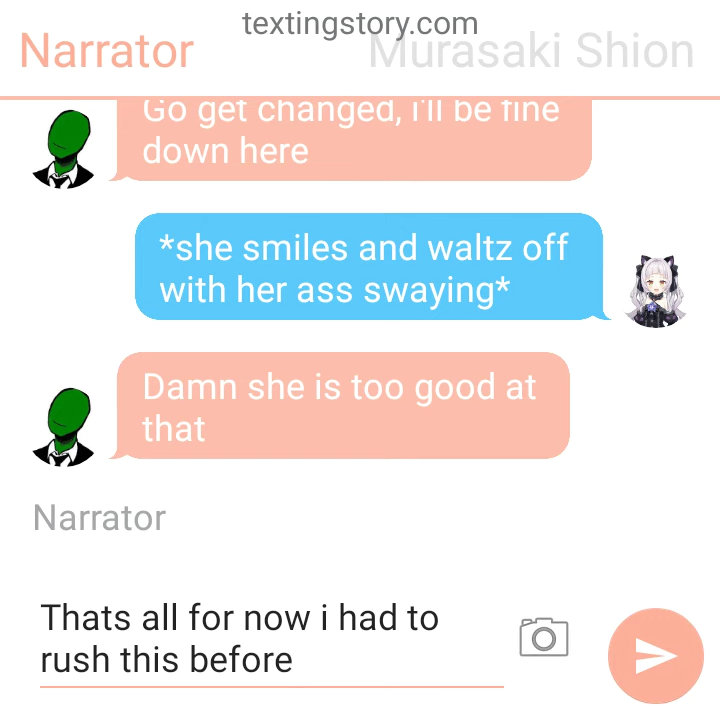 textingstory.com
Narrator
Murasaki Shion
Go get changed, i'll be fine
down here
*she smiles and waltz off
with her ass swaying*
Damn she is too good at
that
Narrator
Thats all for now i had to
rush this before